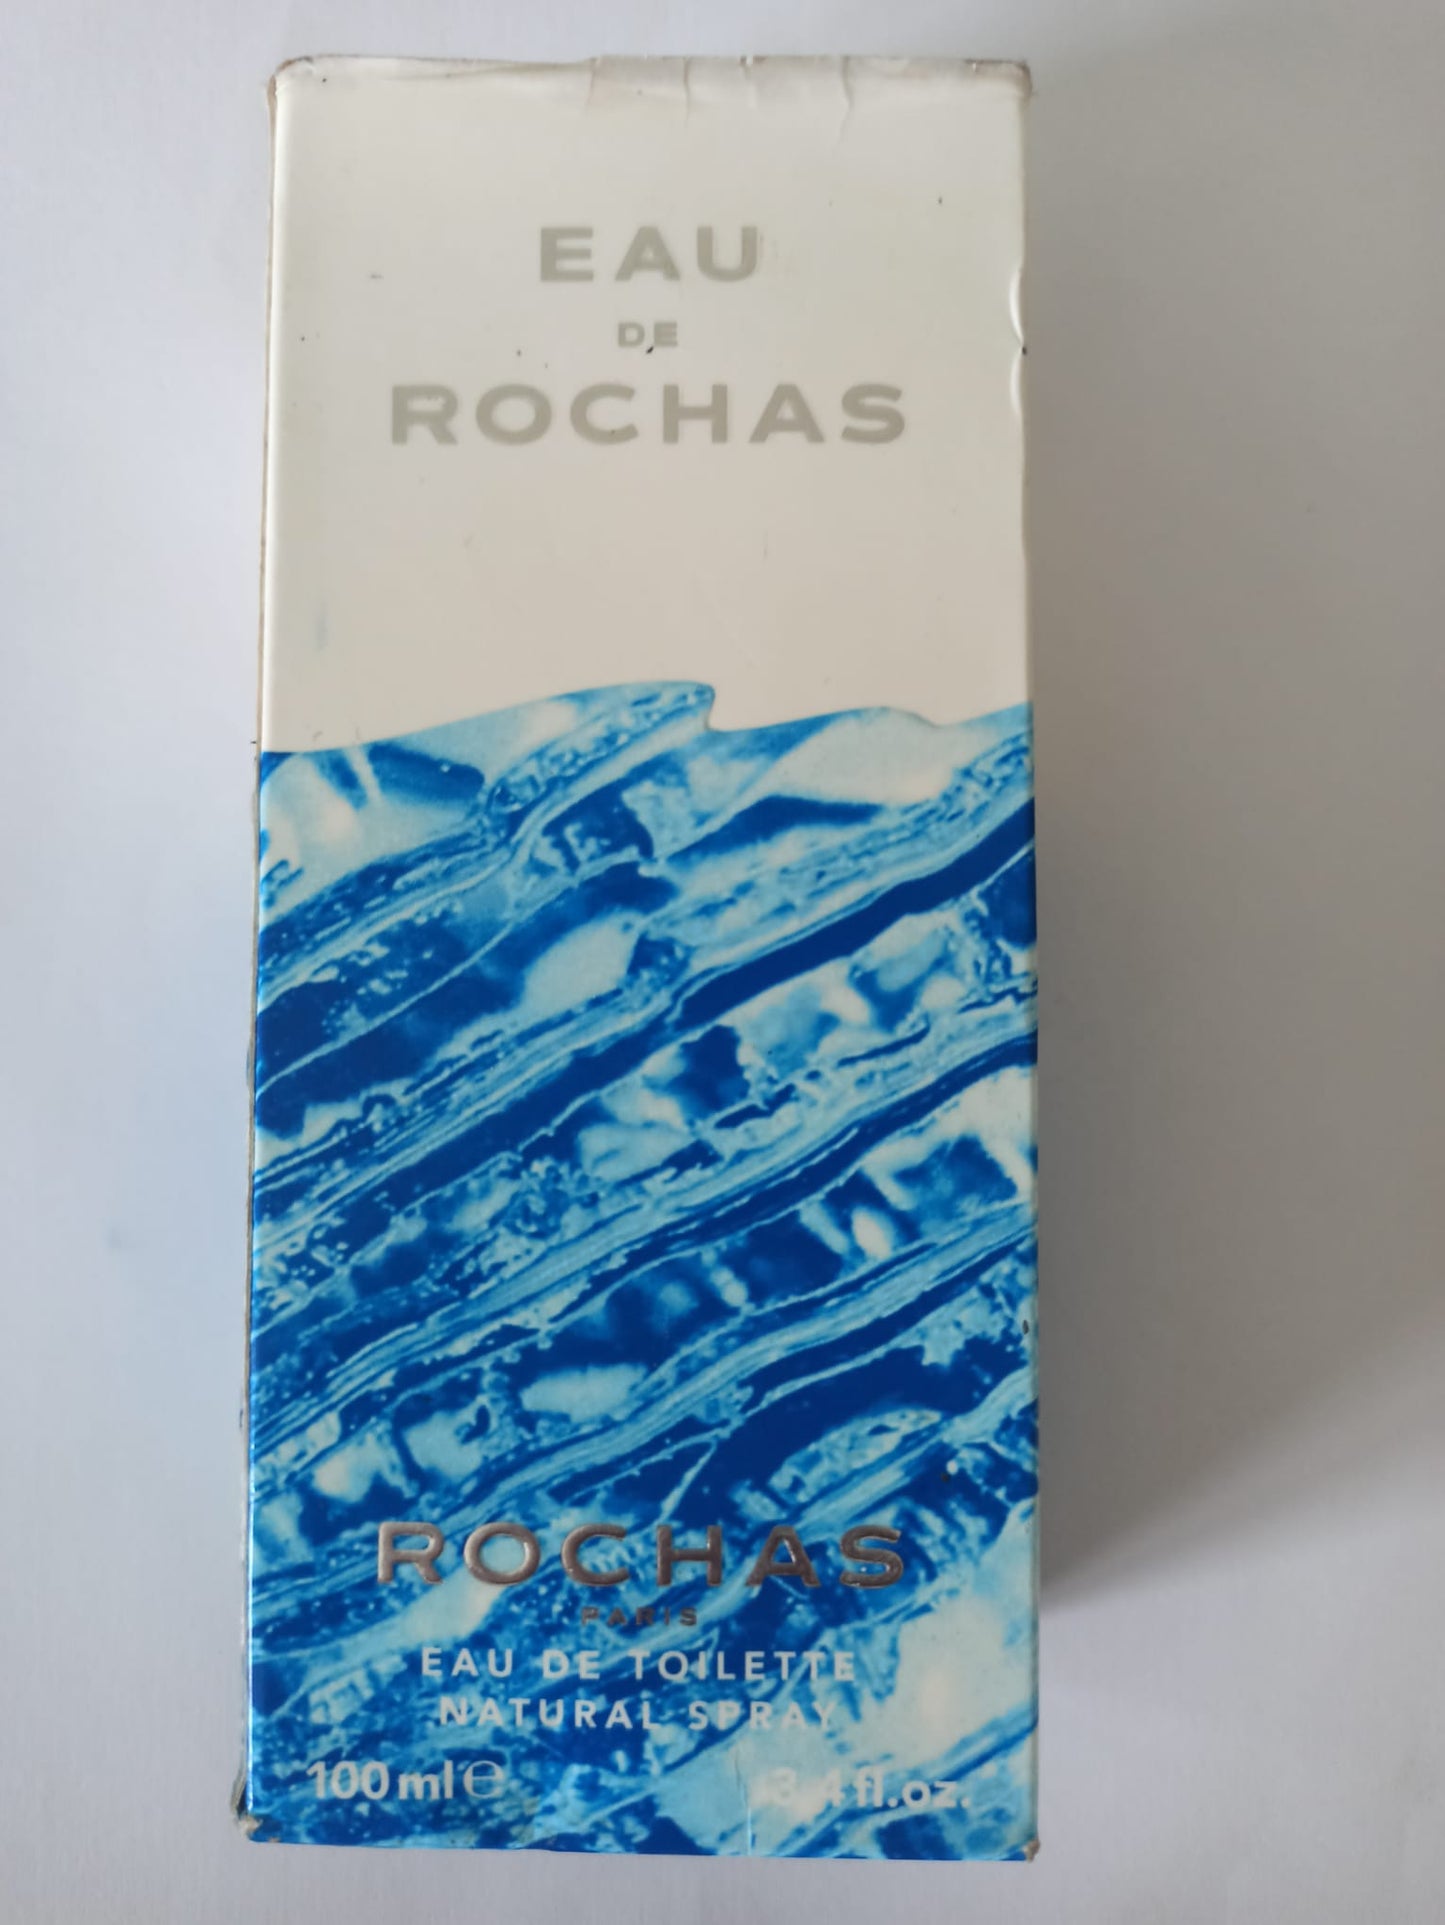 EAU
DE
ROCHAS
ROCHAS
PARIS
EAU DE TOILETTE
NATURAL SPRAY
100 ml ℮ 3.4 fl.oz.